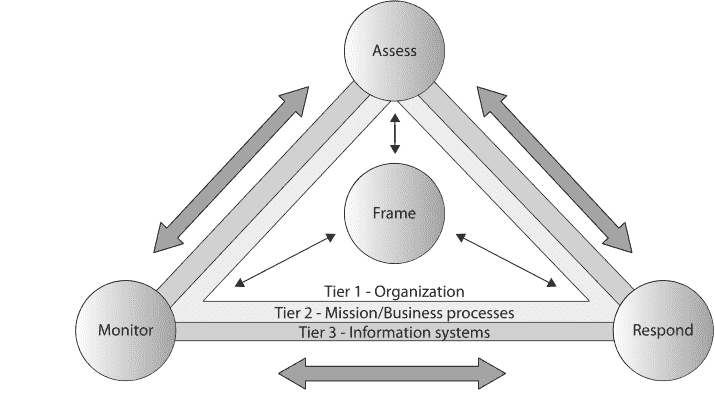 Assess
Frame
Tier 1 - Organization
Tier 2 - Mission/Business processes
Monitor
Respond
Tier 3 - Information systems